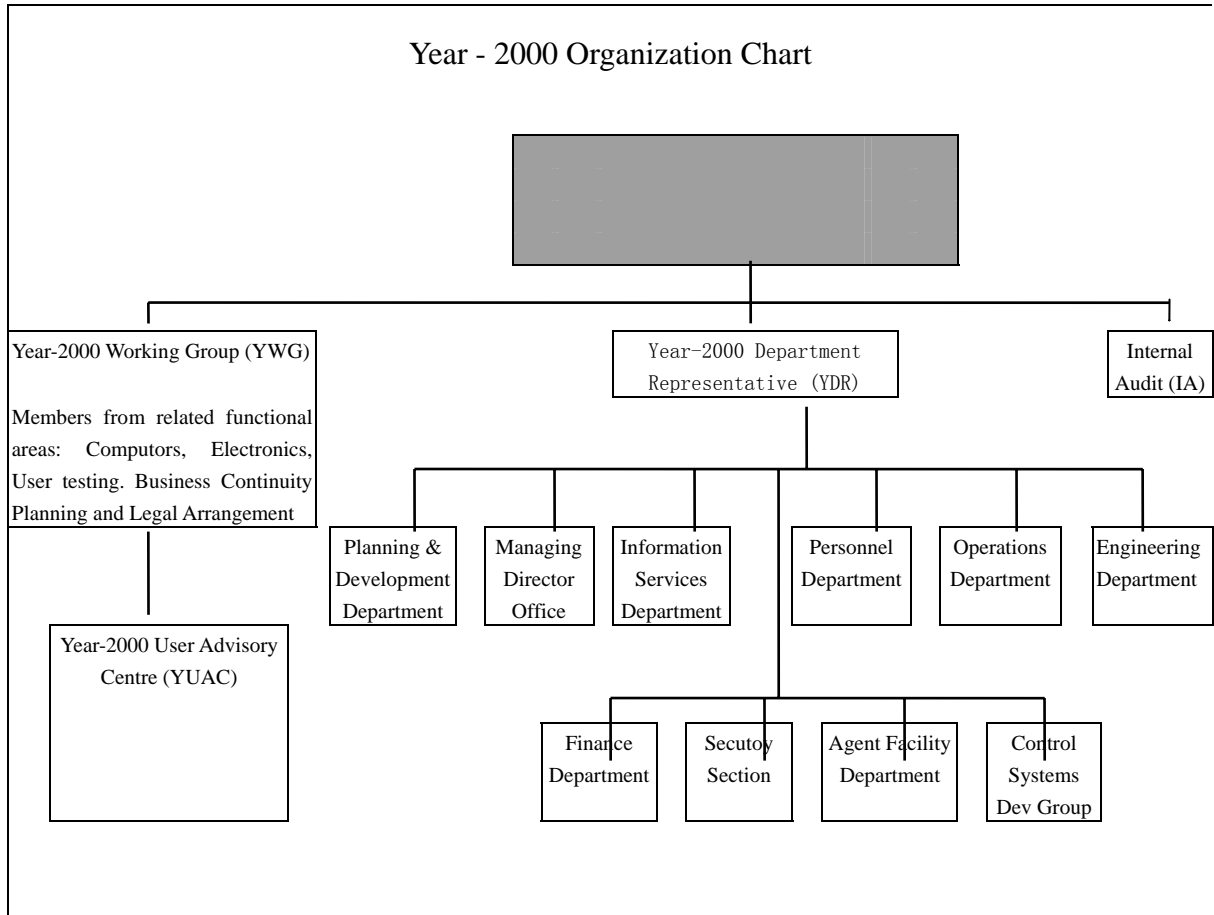 Year - 2000 Organization Chart
Year-2000 Working Group (YWG)
Members from related functional
areas: Computors, Electronics,
User testing. Business Continuity
Planning and Legal Arrangement
Year-2000 Department
Representative (YDR)
Internal
Audit (IA)
Planning &
Development
Department
Managing
Director
Office
Information
Services
Department
Personnel
Department
Operations
Department
Engineering
Department
Year-2000 User Advisory
Centre (YUAC)
Finance
Department
Secutoy
Section
Agent Facility
Department
Control
Systems
Dev Group